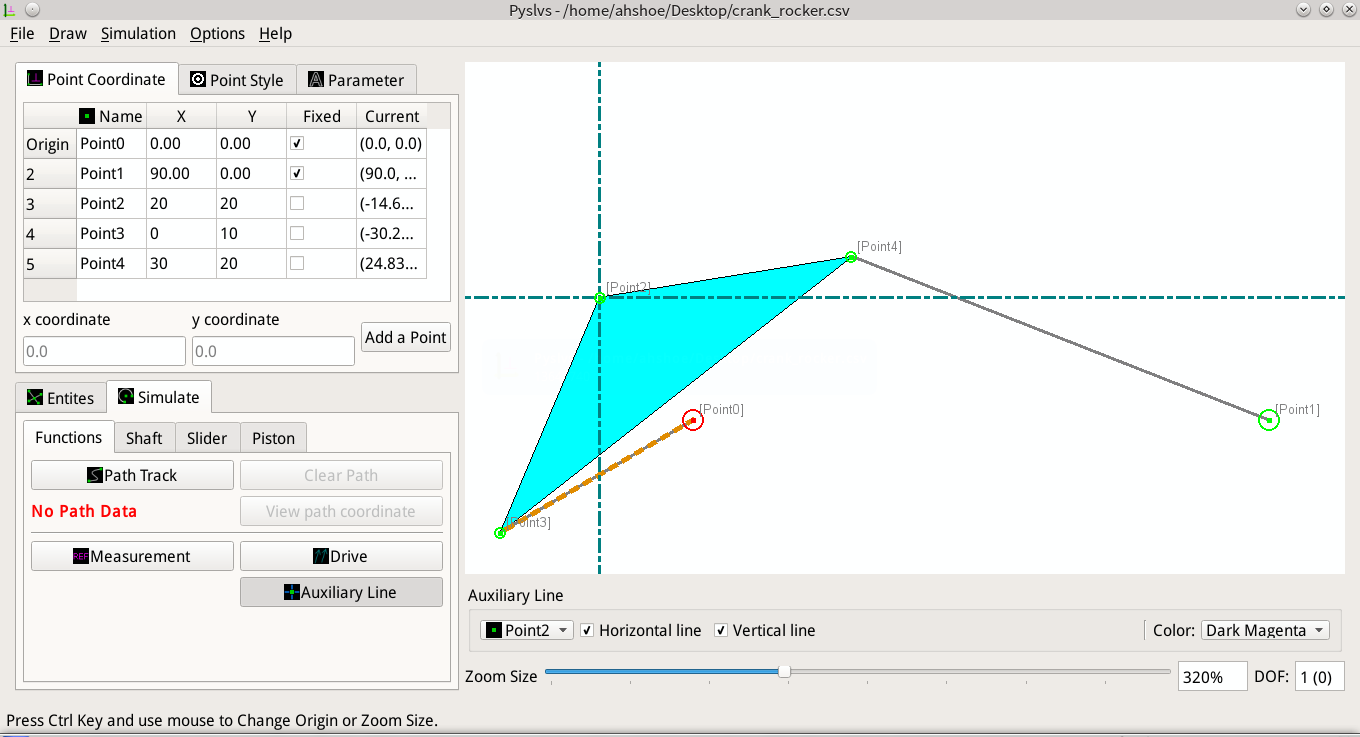 Pyslvs - /home/ahshoe/Desktop/crank_rocker.csv
File Draw Simulation Options Help
Point Coordinate Point Style Parameter
Name X Y Fixed Current
Origin Point0 0.00 0.00 (0.0, 0.0)
2 Point1 90.00 0.00 (90.0, ...
3 Point2 20 20 (-14.6...
4 Point3 0 10 (-30.2...
5 Point4 30 20 (24.83...
x coordinate y coordinate
0.0 0.0 Add a Point
Entites Simulate
Functions Shaft Slider Piston
Path Track Clear Path
No Path Data View path coordinate
REF Measurement Drive
Auxiliary Line
[Point4]
[Point2]
[Point0] [Point1]
[Point3]
Auxiliary Line
Point2 Horizontal line Vertical line Color: Dark Magenta
Zoom Size 320% DOF: 1 (0)
Press Ctrl Key and use mouse to Change Origin or Zoom Size.